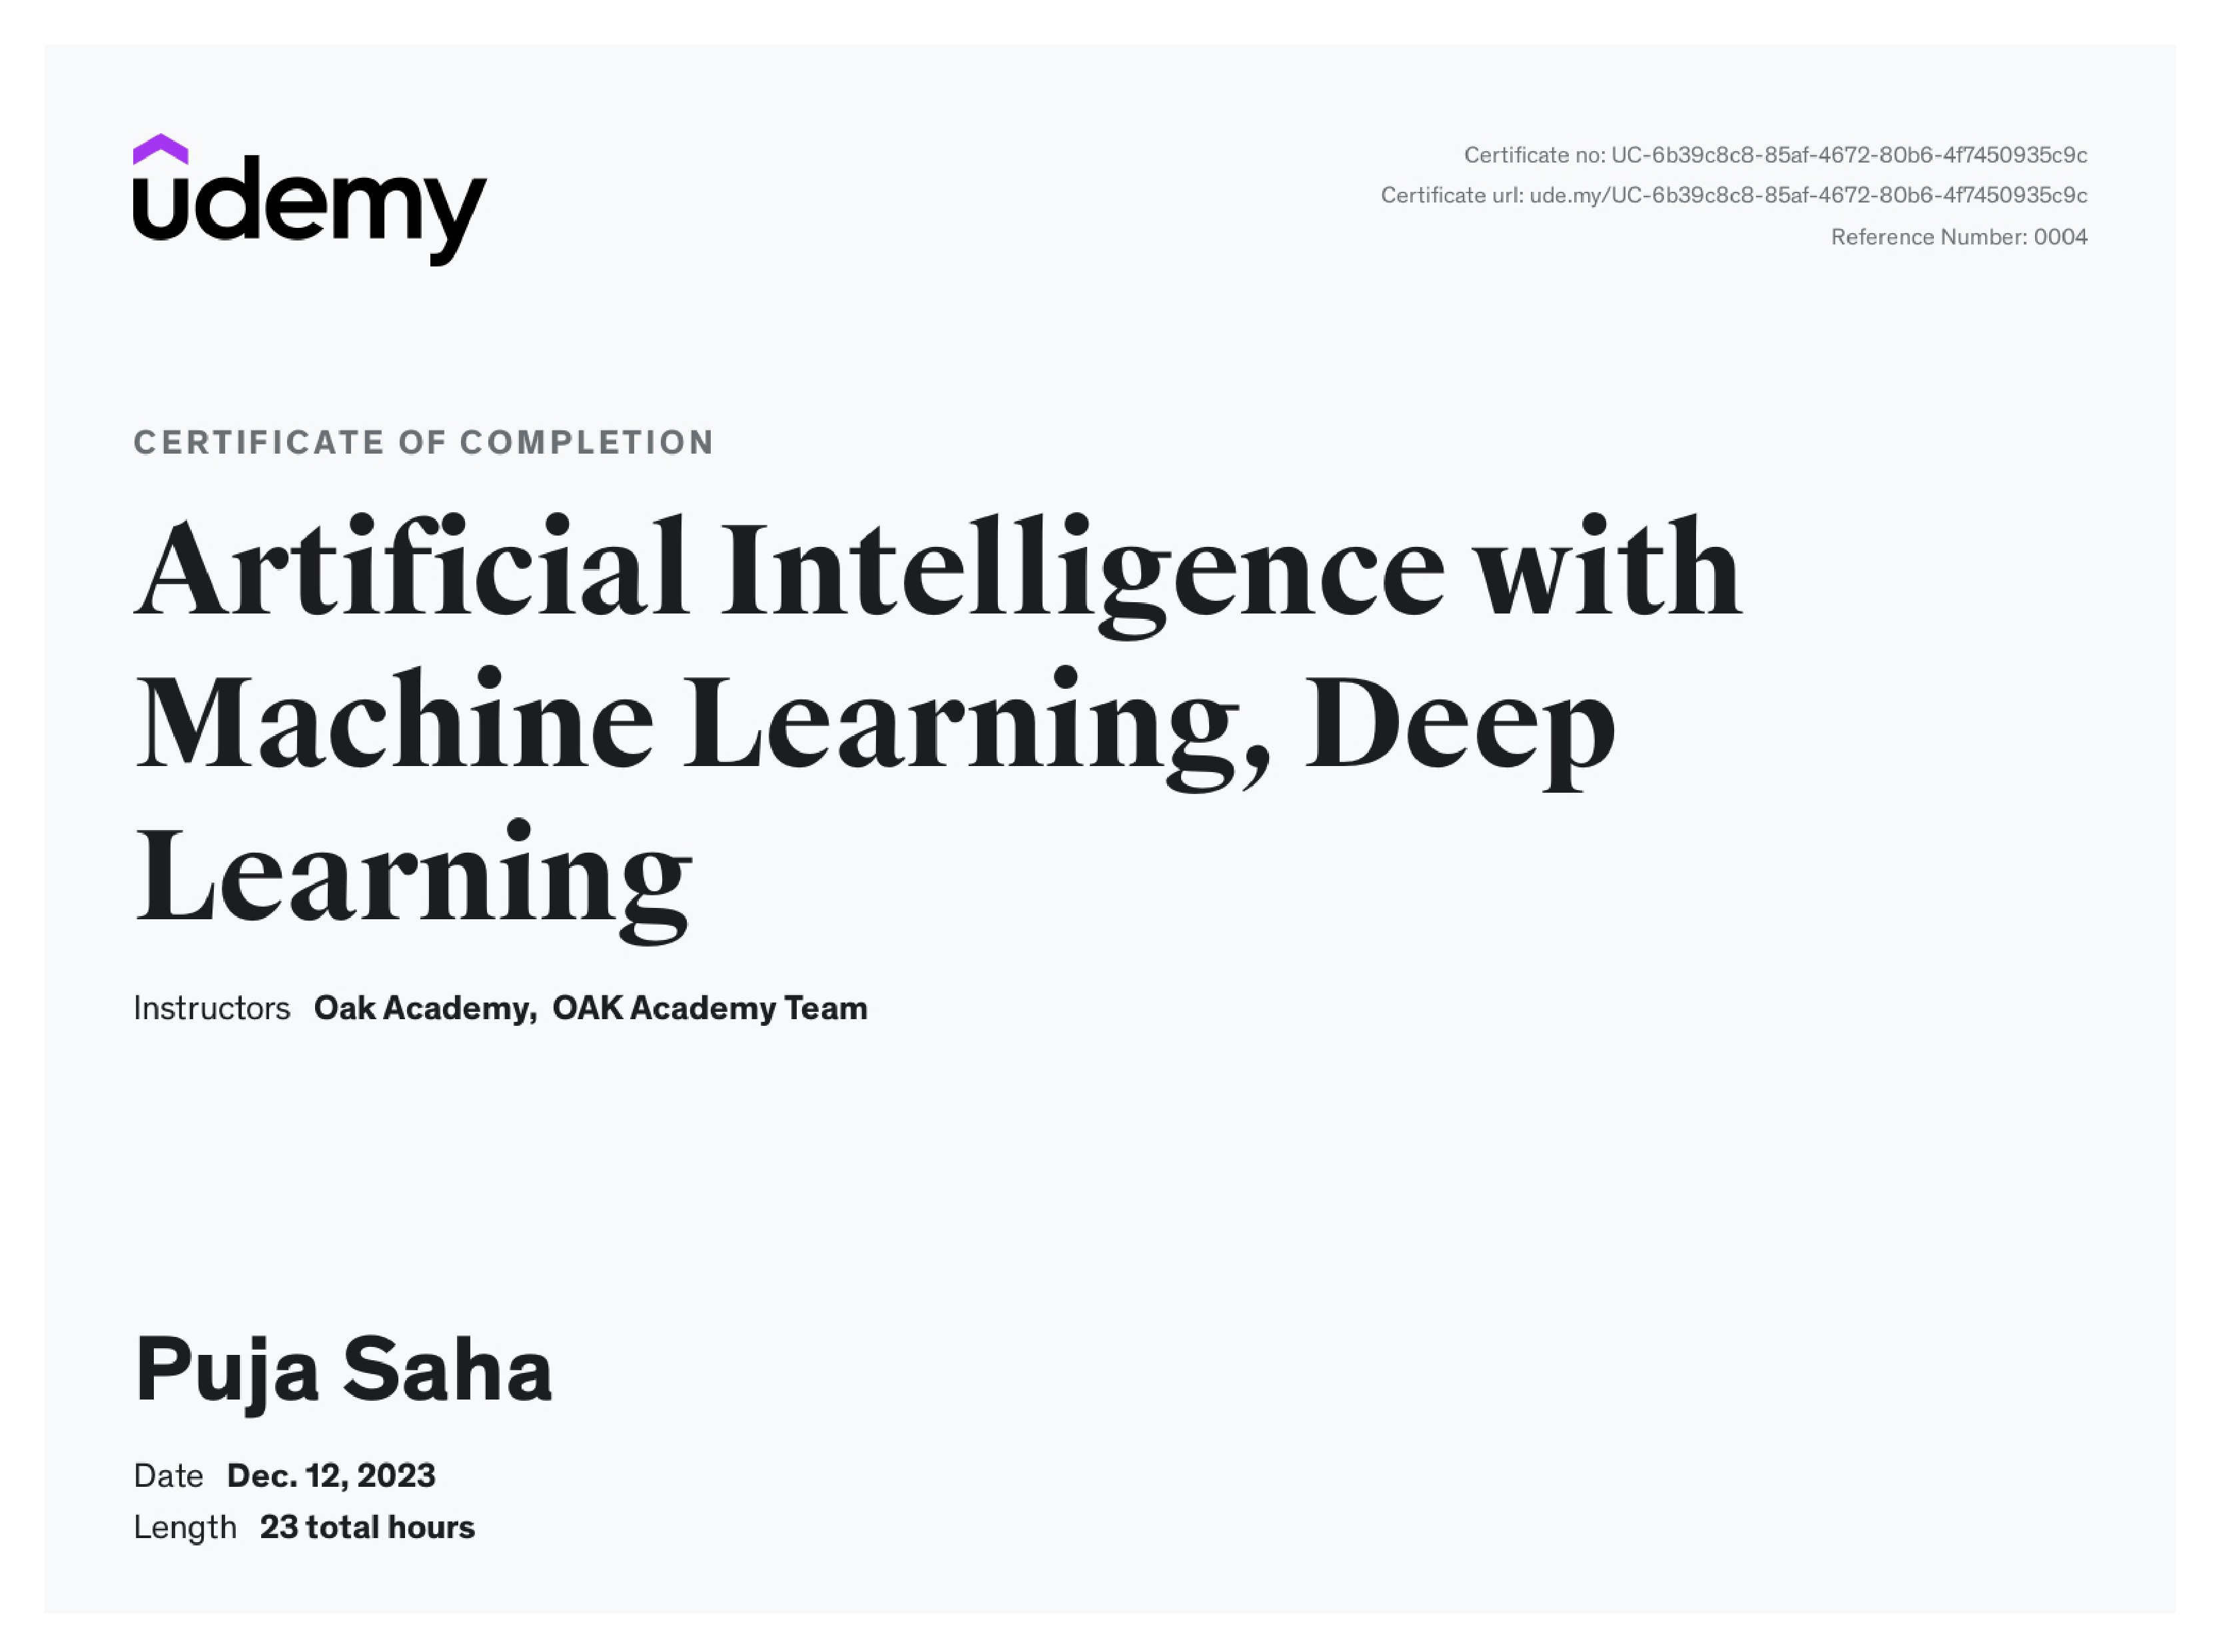 udemy
Certificate no: UC-6b39c8c8-85af-4672-80b6-4f7450935c9c
Certificate url: ude.my/UC-6b39c8c8-85af-4672-80b6-4f7450935c9c
Reference Number: 0004
CERTIFICATE OF COMPLETION
Artificial Intelligence with
Machine Learning, Deep
Learning
Instructors Oak Academy, OAK Academy Team
Puja Saha
Date Dec. 12, 2023
Length 23 total hours